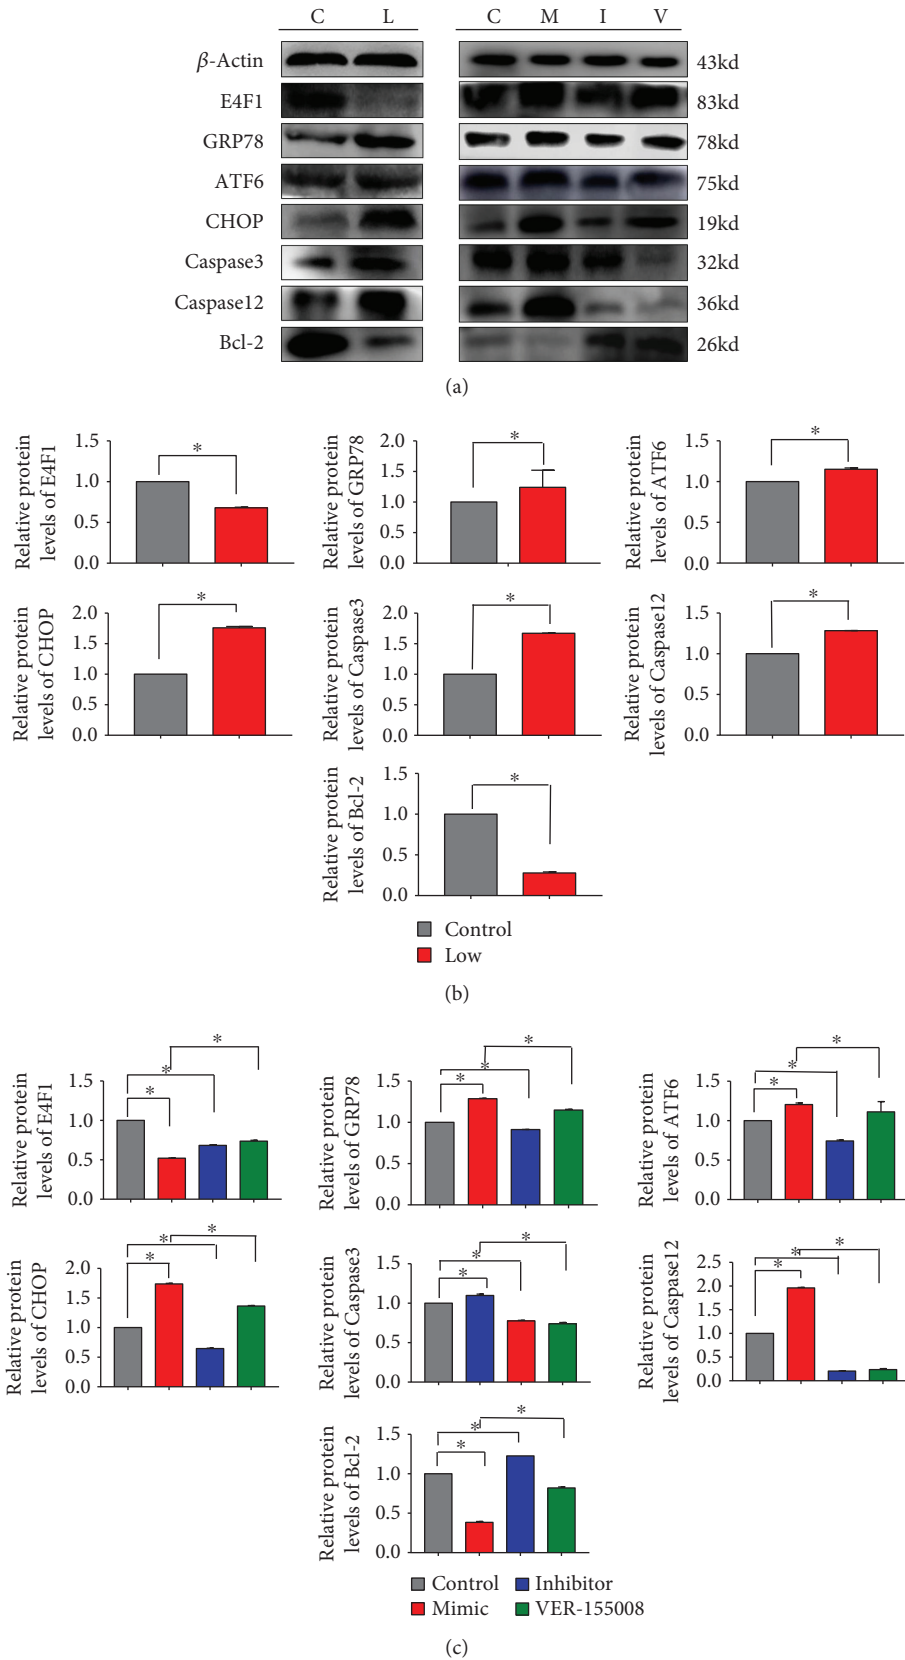 C L C M I V
β-Actin 43kd
E4F1 83kd
GRP78 78kd
ATF6 75kd
CHOP 19kd
Caspase3 32kd
Caspase12 36kd
Bcl-2 26kd
(a)
Relative protein
levels of E4F1
1.5
1.0
0.5
0.0
*
Relative protein
levels of GRP78
2.0
1.5
1.0
0.5
0.0
*
Relative protein
levels of ATF6
1.5
1.0
0.5
0.0
*
Relative protein
levels of CHOP
2.0
1.5
1.0
0.5
0.0
*
Relative protein
levels of Caspase3
2.0
1.5
1.0
0.5
0.0
*
Relative protein
levels of Caspase12
1.5
1.0
0.5
0.0
*
Relative protein
levels of Bcl-2
1.5
1.0
0.5
0.0
*
Control
Low
(b)
Relative protein
levels of E4F1
1.5
1.0
0.5
0.0
*
*
*
Relative protein
levels of GRP78
1.5
1.0
0.5
0.0
*
*
*
Relative protein
levels of ATF6
1.5
1.0
0.5
0.0
*
*
*
Relative protein
levels of CHOP
2.0
1.5
1.0
0.5
0.0
*
*
*
Relative protein
levels of Caspase3
1.5
1.0
0.5
0.0
*
*
*
Relative protein
levels of Caspase12
2.5
2.0
1.5
1.0
0.5
0.0
*
*
*
Relative protein
levels of Bcl-2
1.5
1.0
0.5
0.0
*
*
*
Control Inhibitor
Mimic VER-155008
(c)